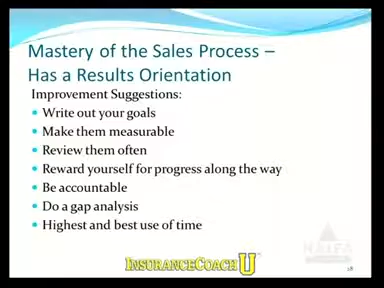 Mastery of the Sales Process –
Has a Results Orientation
Improvement Suggestions:
Write out your goals
Make them measurable
Review them often
Reward yourself for progress along the way
Be accountable
Do a gap analysis
Highest and best use of time
NAIFA
INSURANCECOACH U
18